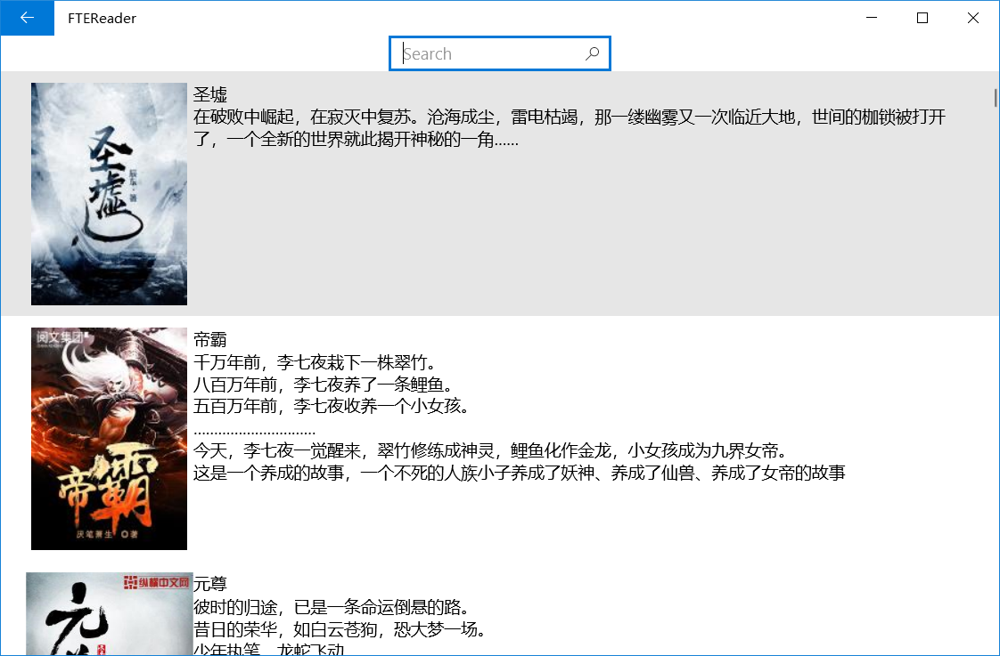 FTEReader
Search
圣墟
在破败中崛起，在寂灭中复苏。沧海成尘，雷电枯竭，那一缕幽雾又一次临近大地，世间的枷锁被打开
了，一个全新的世界就此揭开神秘的一角……
圣墟
辰东·著
阅文集团
帝霸
千万年前，李七夜栽下一株翠竹。
八百万年前，李七夜养了一条鲤鱼。
五百万年前，李七夜收养一个小女孩。
…………………………
今天，李七夜一觉醒来，翠竹修练成神灵，鲤鱼化作金龙，小女孩成为九界女帝。
这是一个养成的故事，一个不死的人族小子养成了妖神、养成了仙兽、养成了女帝的故事
帝霸
厌笔萧生 ◎著
纵横中文网
元
元尊
彼时的归途，已是一条命运倒悬的路。
昔日的荣华，如白云苍狗，恐大梦一场。
少年执笔，龙蛇飞动